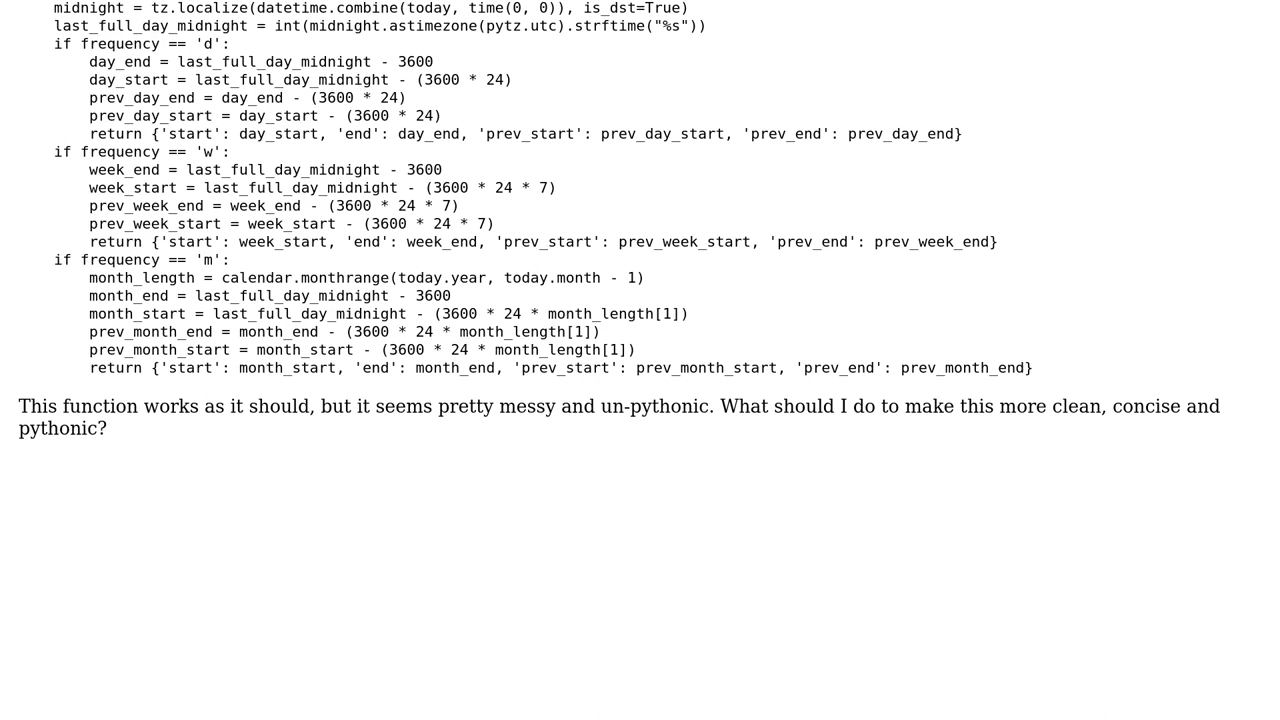 midnight = tz.localize(datetime.combine(today, time(0, 0)), is_dst=True)
last_full_day_midnight = int(midnight.astimezone(pytz.utc).strftime("%s"))
if frequency == 'd':
    day_end = last_full_day_midnight - 3600
    day_start = last_full_day_midnight - (3600 * 24)
    prev_day_end = day_end - (3600 * 24)
    prev_day_start = day_start - (3600 * 24)
    return {'start': day_start, 'end': day_end, 'prev_start': prev_day_start, 'prev_end': prev_day_end}
if frequency == 'w':
    week_end = last_full_day_midnight - 3600
    week_start = last_full_day_midnight - (3600 * 24 * 7)
    prev_week_end = week_end - (3600 * 24 * 7)
    prev_week_start = week_start - (3600 * 24 * 7)
    return {'start': week_start, 'end': week_end, 'prev_start': prev_week_start, 'prev_end': prev_week_end}
if frequency == 'm':
    month_length = calendar.monthrange(today.year, today.month - 1)
    month_end = last_full_day_midnight - 3600
    month_start = last_full_day_midnight - (3600 * 24 * month_length[1])
    prev_month_end = month_end - (3600 * 24 * month_length[1])
    prev_month_start = month_start - (3600 * 24 * month_length[1])
    return {'start': month_start, 'end': month_end, 'prev_start': prev_month_start, 'prev_end': prev_month_end}
This function works as it should, but it seems pretty messy and un-pythonic. What should I do to make this more clean, concise and
pythonic?